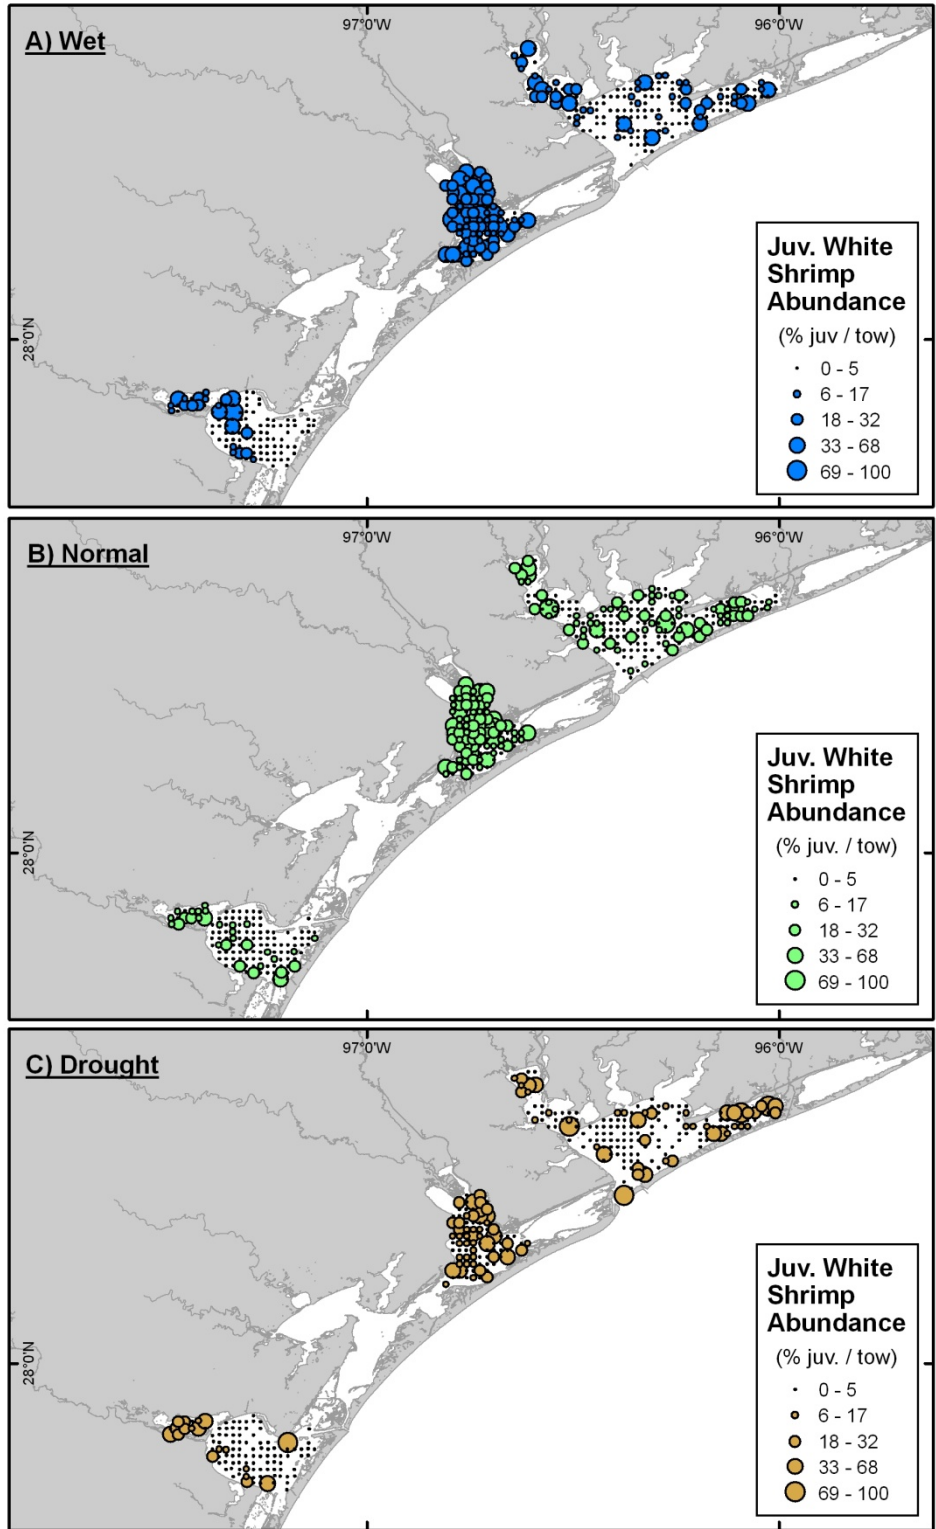 A) Wet
97°0'W
96°0'W
28°0'N
Juv. White
Shrimp
Abundance
(% juv / tow)
0 - 5
6 - 17
18 - 32
33 - 68
69 - 100
B) Normal
97°0'W
96°0'W
28°0'N
Juv. White
Shrimp
Abundance
(% juv. / tow)
0 - 5
6 - 17
18 - 32
33 - 68
69 - 100
C) Drought
97°0'W
96°0'W
28°0'N
Juv. White
Shrimp
Abundance
(% juv. / tow)
0 - 5
6 - 17
18 - 32
33 - 68
69 - 100